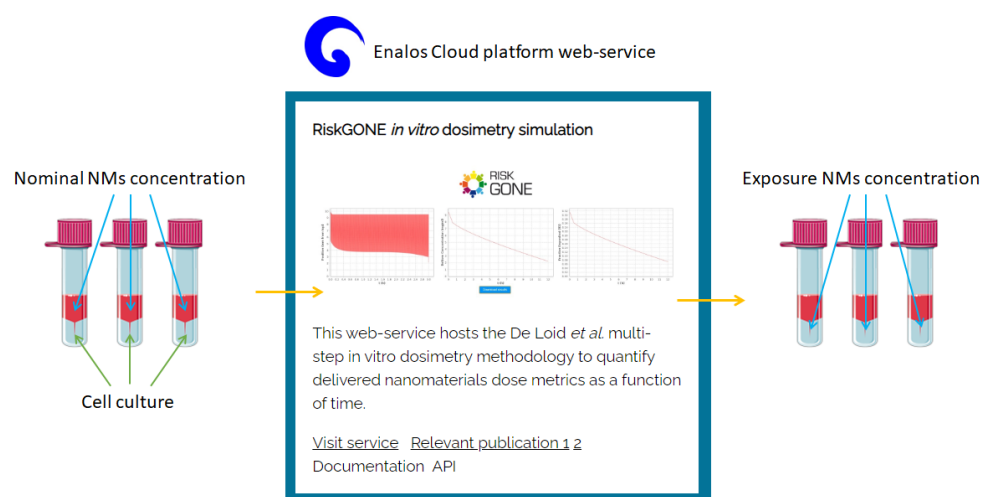 Enalos Cloud platform web-service
RiskGONE in vitro dosimetry simulation
RISK
GONE
Nominal NMs concentration
Exposure NMs concentration
This web-service hosts the De Loid et al. multi-
step in vitro dosimetry methodology to quantify
delivered nanomaterials dose metrics as a function
of time.
Cell culture
Visit service Relevant publication 1 2
Documentation API